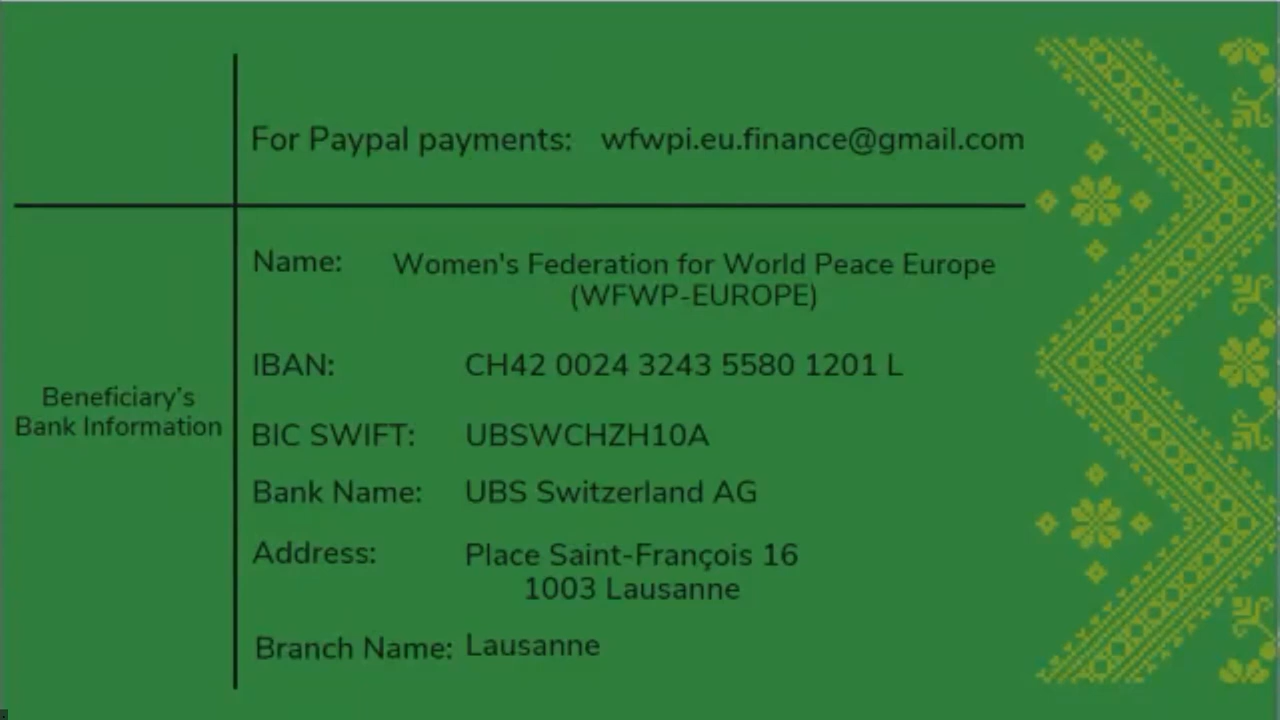 For Paypal payments: wfwpi.eu.finance@gmail.com
Beneficiary's
Bank Information
Name: Women's Federation for World Peace Europe
(WFWP-EUROPE)
IBAN: CH42 0024 3243 5580 1201 L
BIC SWIFT: UBSWCHZH10A
Bank Name: UBS Switzerland AG
Address: Place Saint-François 16
1003 Lausanne
Branch Name: Lausanne